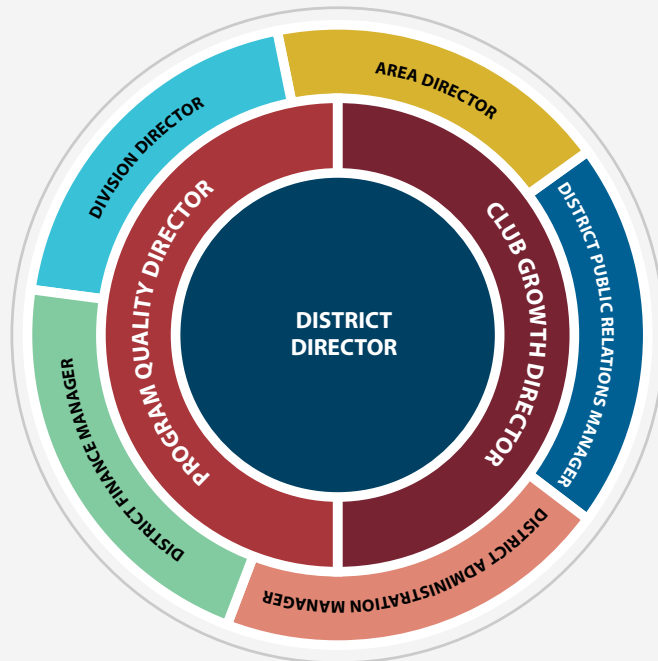 DISTRICT
DIRECTOR
PROGRAM QUALITY DIRECTOR
CLUB GROWTH DIRECTOR
DIVISION DIRECTOR
AREA DIRECTOR
DISTRICT PUBLIC RELATIONS MANAGER
DISTRICT ADMINISTRATION MANAGER
DISTRICT FINANCE MANAGER